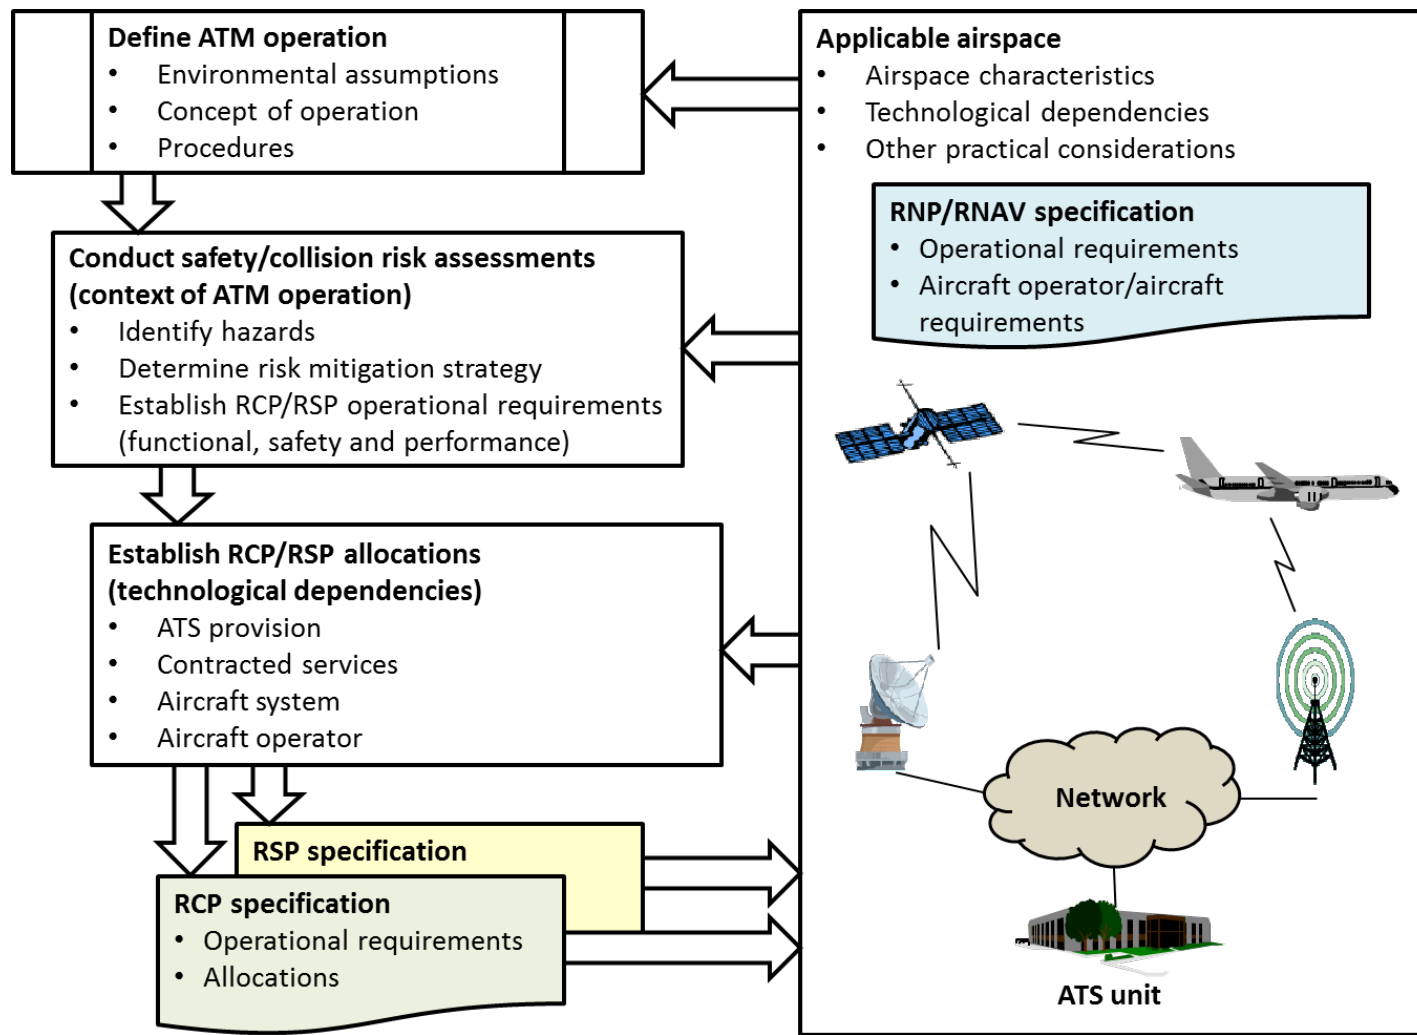 Define ATM operation
• Environmental assumptions
• Concept of operation
• Procedures
Conduct safety/collision risk assessments
(context of ATM operation)
• Identify hazards
• Determine risk mitigation strategy
• Establish RCP/RSP operational requirements
(functional, safety and performance)
Establish RCP/RSP allocations
(technological dependencies)
• ATS provision
• Contracted services
• Aircraft system
• Aircraft operator
RSP specification
RCP specification
• Operational requirements
• Allocations
Applicable airspace
• Airspace characteristics
• Technological dependencies
• Other practical considerations
RNP/RNAV specification
• Operational requirements
• Aircraft operator/aircraft
requirements
Network
ATS unit